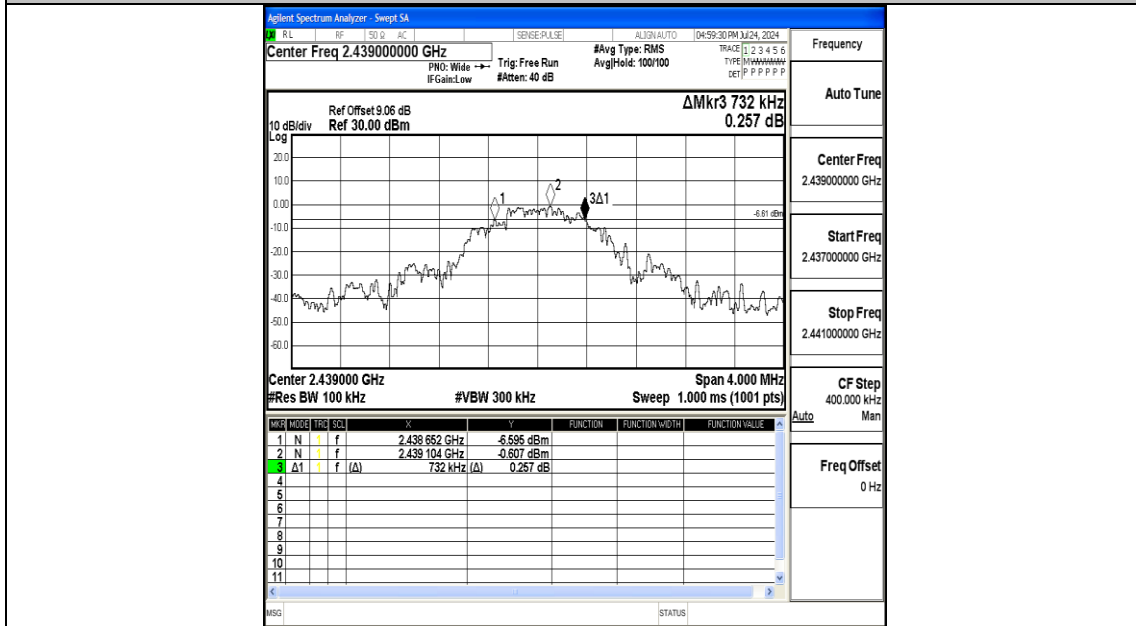 Agilent Spectrum Analyzer - Swept SA
RL RF 50 Ω AC SENSE:PULSE ALIGN AUTO 04:59:30 PM Jul 24, 2024
Center Freq 2.439000000 GHz
PNO: Wide
IFGain:Low
Trig: Free Run
#Atten: 40 dB
#Avg Type: RMS
Avg|Hold: 100/100
TRACE 1 2 3 4 5 6
TYPE MWWWWW
DET P P P P P P
Frequency
Auto Tune
Center Freq
2.439000000 GHz
Start Freq
2.437000000 GHz
Stop Freq
2.441000000 GHz
CF Step
400.000 kHz
Auto Man
Freq Offset
0 Hz
ΔMkr3 732 kHz
0.257 dB
Ref Offset 9.06 dB
10 dB/div Ref 30.00 dBm
Log
20.0
10.0
0.00
-10.0
-20.0
-30.0
-40.0
-50.0
-60.0
1
2
3Δ1
-6.61 dBm
Center 2.439000 GHz Span 4.000 MHz
#Res BW 100 kHz #VBW 300 kHz Sweep 1.000 ms (1001 pts)
MKR MODE TRC SCL X Y FUNCTION FUNCTION WIDTH FUNCTION VALUE
1 N 1 f 2.438 652 GHz -6.595 dBm
2 N 1 f 2.439 104 GHz -0.607 dBm
3 Δ1 1 f (Δ) 732 kHz (Δ) 0.257 dB
4
5
6
7
8
9
10
11
MSG STATUS